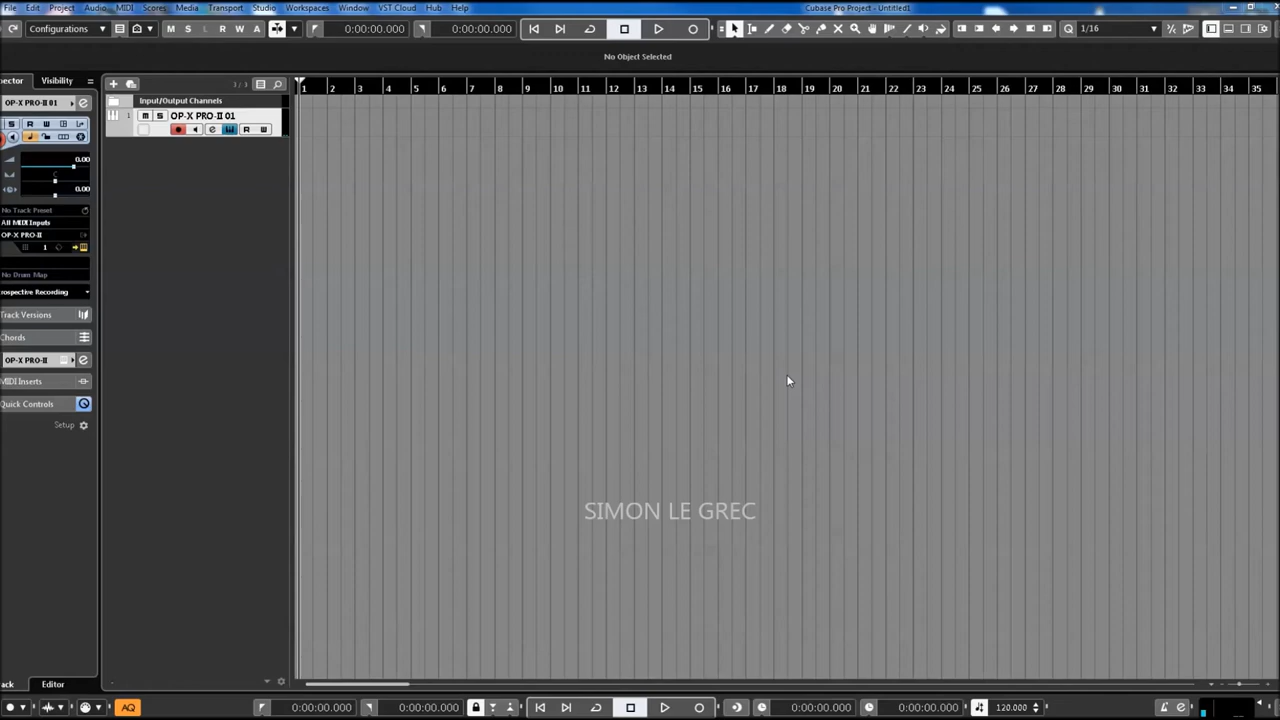 File Edit Project Audio MIDI Scores Media Transport Studio Workspaces Window VST Cloud Hub Help Cubase Pro Project - Untitled1
Configurations M S L R W A 0:00:00.000 0:00:00.000 Q 1/16
No Object Selected
pector Visibility
1 2 3 4 5 6 7 8 9 10 11 12 13 14 15 16 17 18 19 20 21 22 23 24 25 26 27 28 29 30 31 32 33 34 35
OP-X PRO-II 01
Input/Output Channels
1 m S OP-X PRO-II 01
e R W
S R W
0.00
C
0.00
No Track Preset
All MIDI Inputs
OP-X PRO-II
1
No Drum Map
rospective Recording
Track Versions
Chords
OP-X PRO-II
MIDI Inserts
Quick Controls
Setup
SIMON LE GREC
ack Editor
AQ 0:00:00.000 0:00:00.000 0:00:00.000 0:00:00.000 120.000